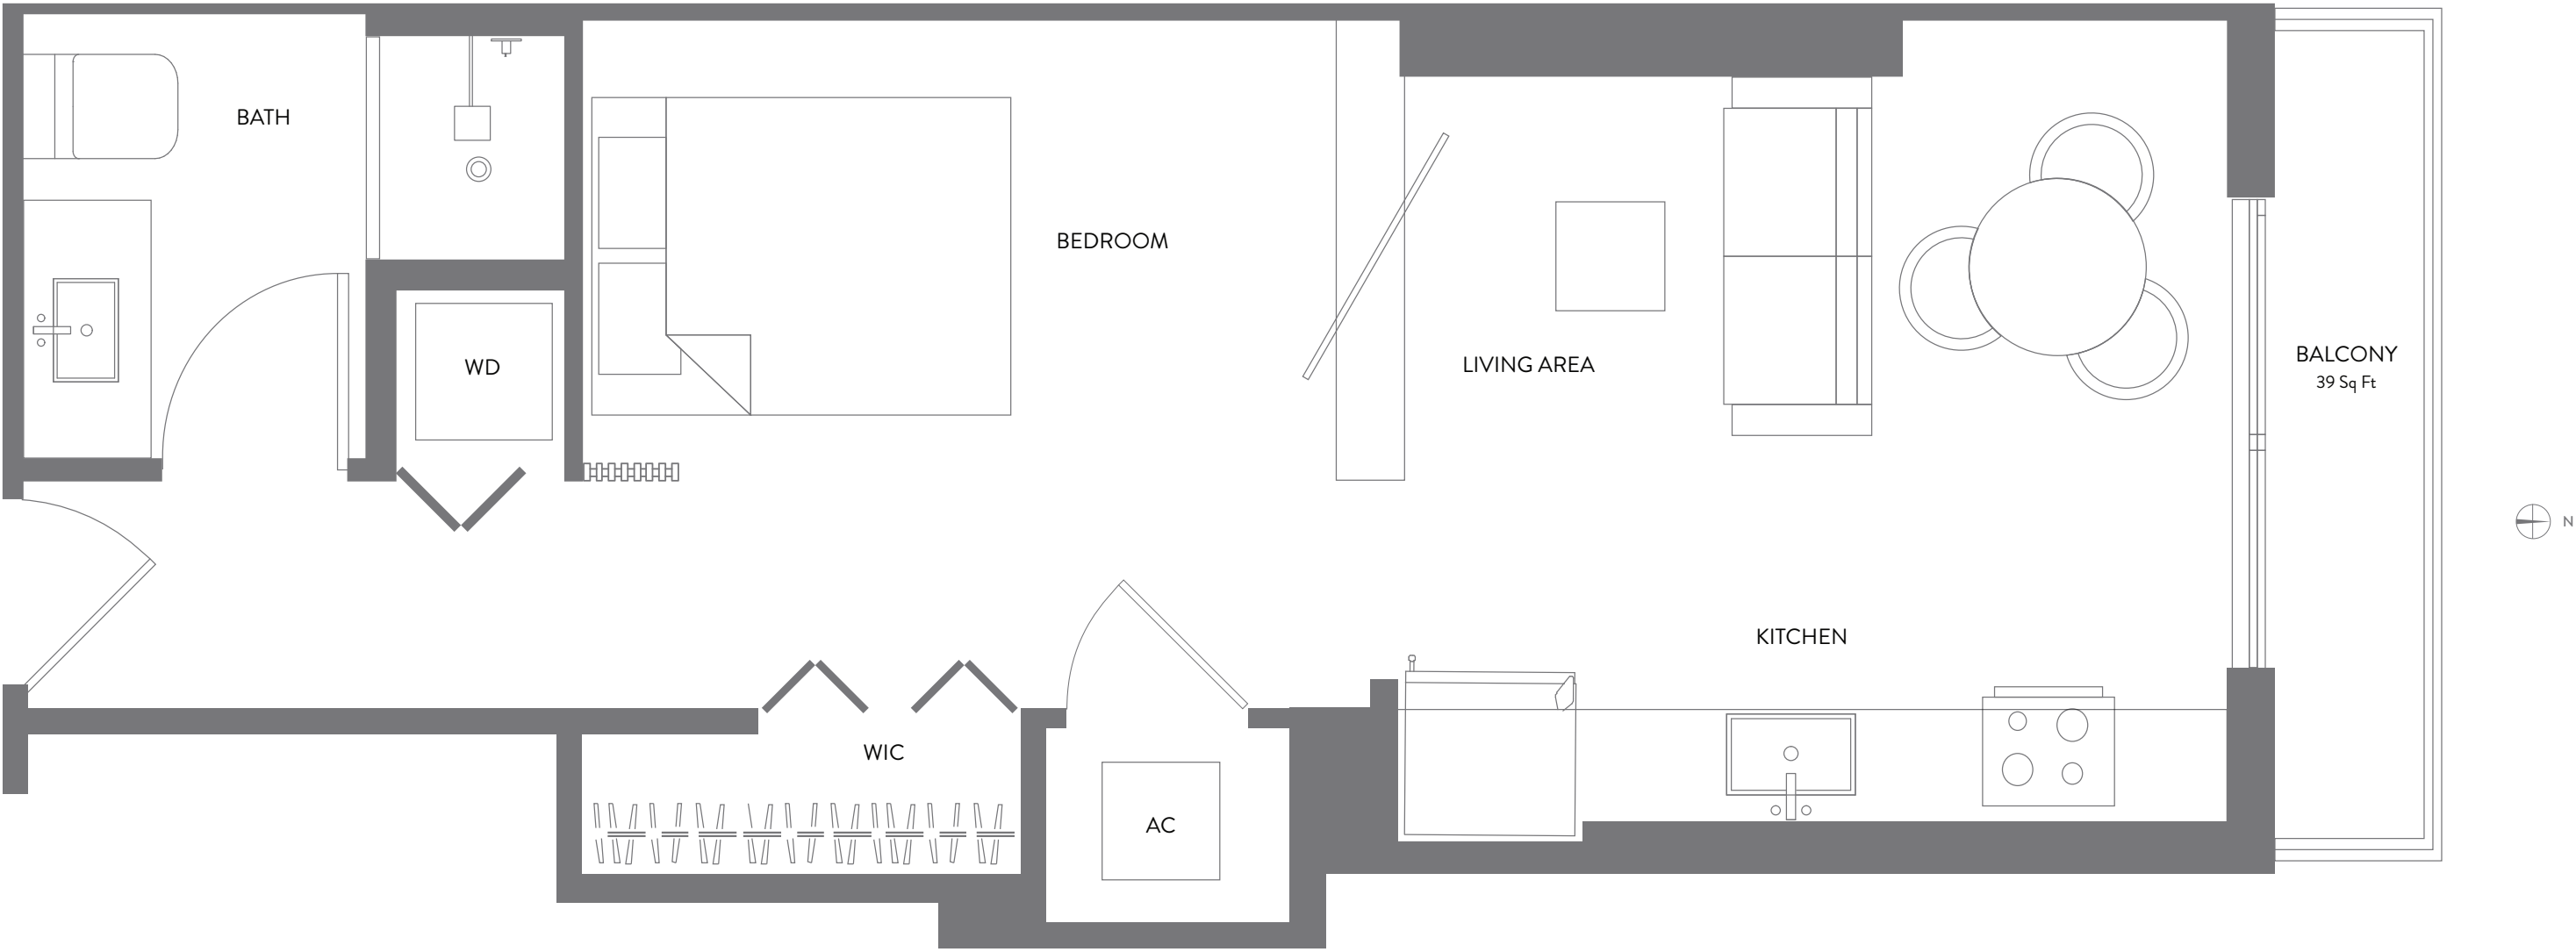 BATH
BEDROOM
WD
LIVING AREA
BALCONY
39 Sq Ft
N
KITCHEN
WIC
AC